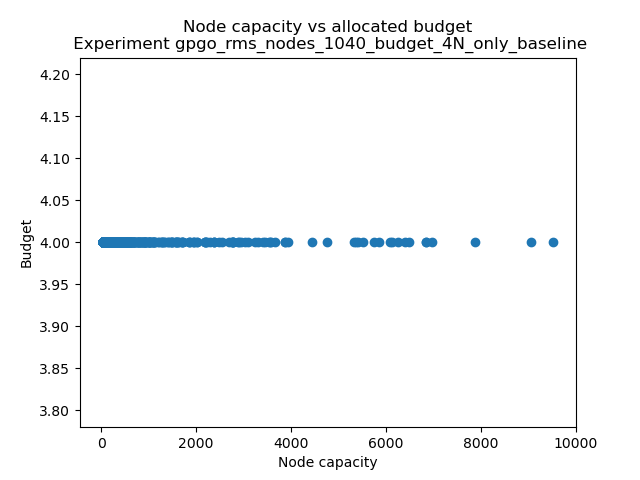 Node capacity vs allocated budget
Experiment gpgo_rms_nodes_1040_budget_4N_only_baseline
4.20
4.15
4.10
4.05
4.00
3.95
3.90
3.85
3.80
Budget
0 2000 4000 6000 8000 10000
Node capacity